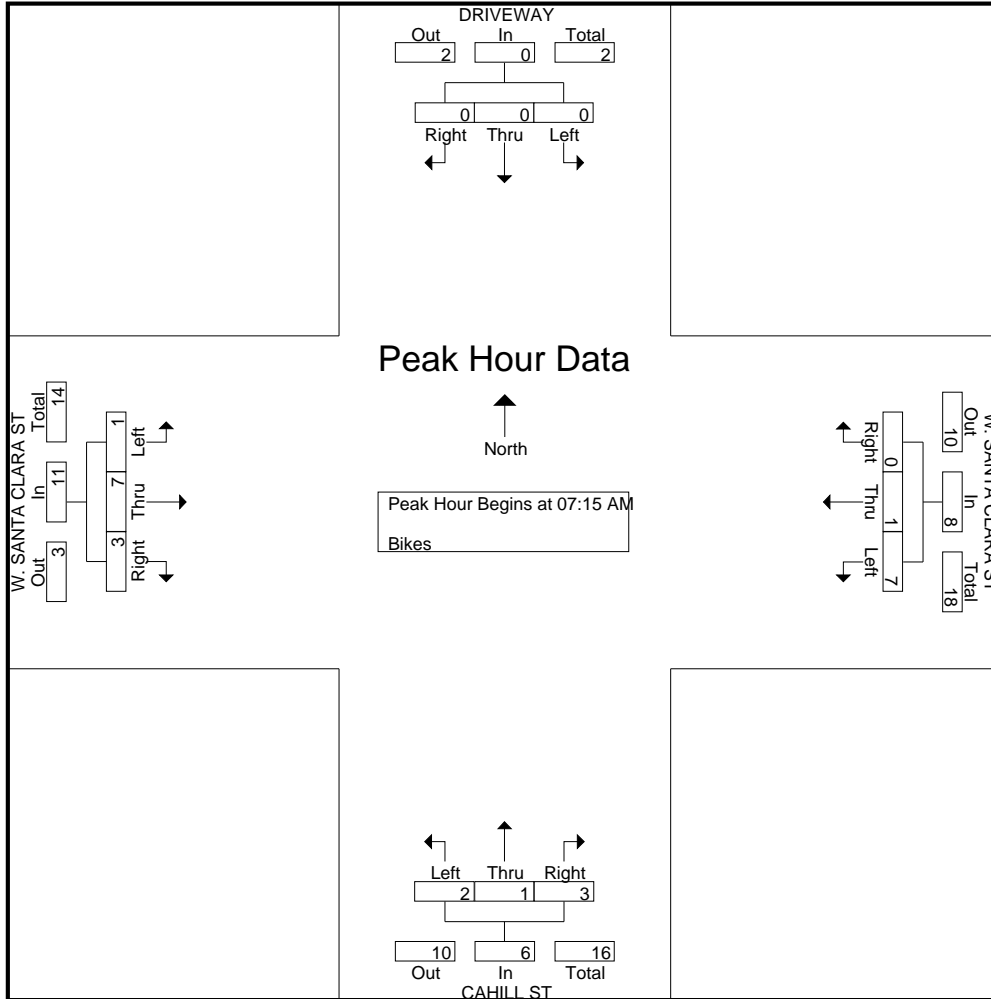 DRIVEWAY
Out In Total
2 0 2
0 0 0
Right Thru Left
Peak Hour Data
North
Peak Hour Begins at 07:15 AM
Bikes
W. SANTA CLARA ST
Total In Out
14 11 3
1 7 3
Left Thru Right
W. SANTA CLARA ST
Out In Total
10 8 18
0 1 7
Right Thru Left
Left Thru Right
2 1 3
10 6 16
Out In Total
CAHILL ST